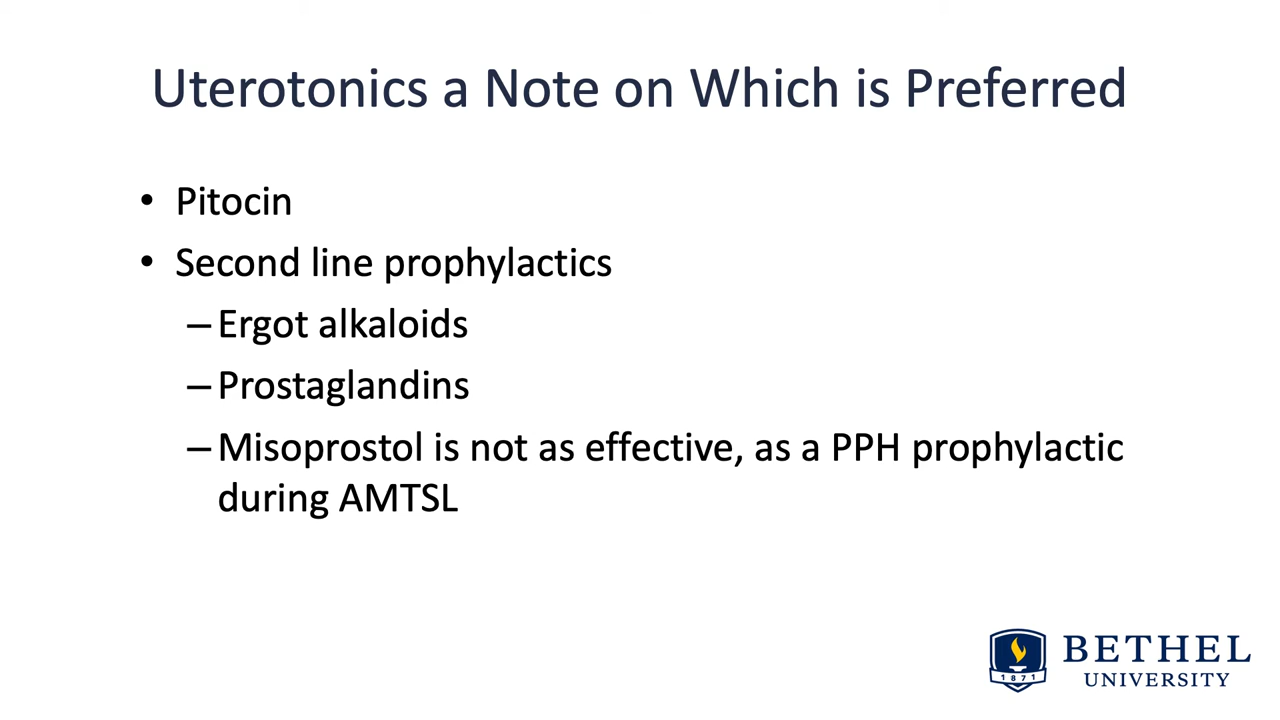 Uterotonics a Note on Which is Preferred
• Pitocin
• Second line prophylactics
– Ergot alkaloids
– Prostaglandins
– Misoprostol is not as effective, as a PPH prophylactic
during AMTSL
1871
BETHEL
UNIVERSITY